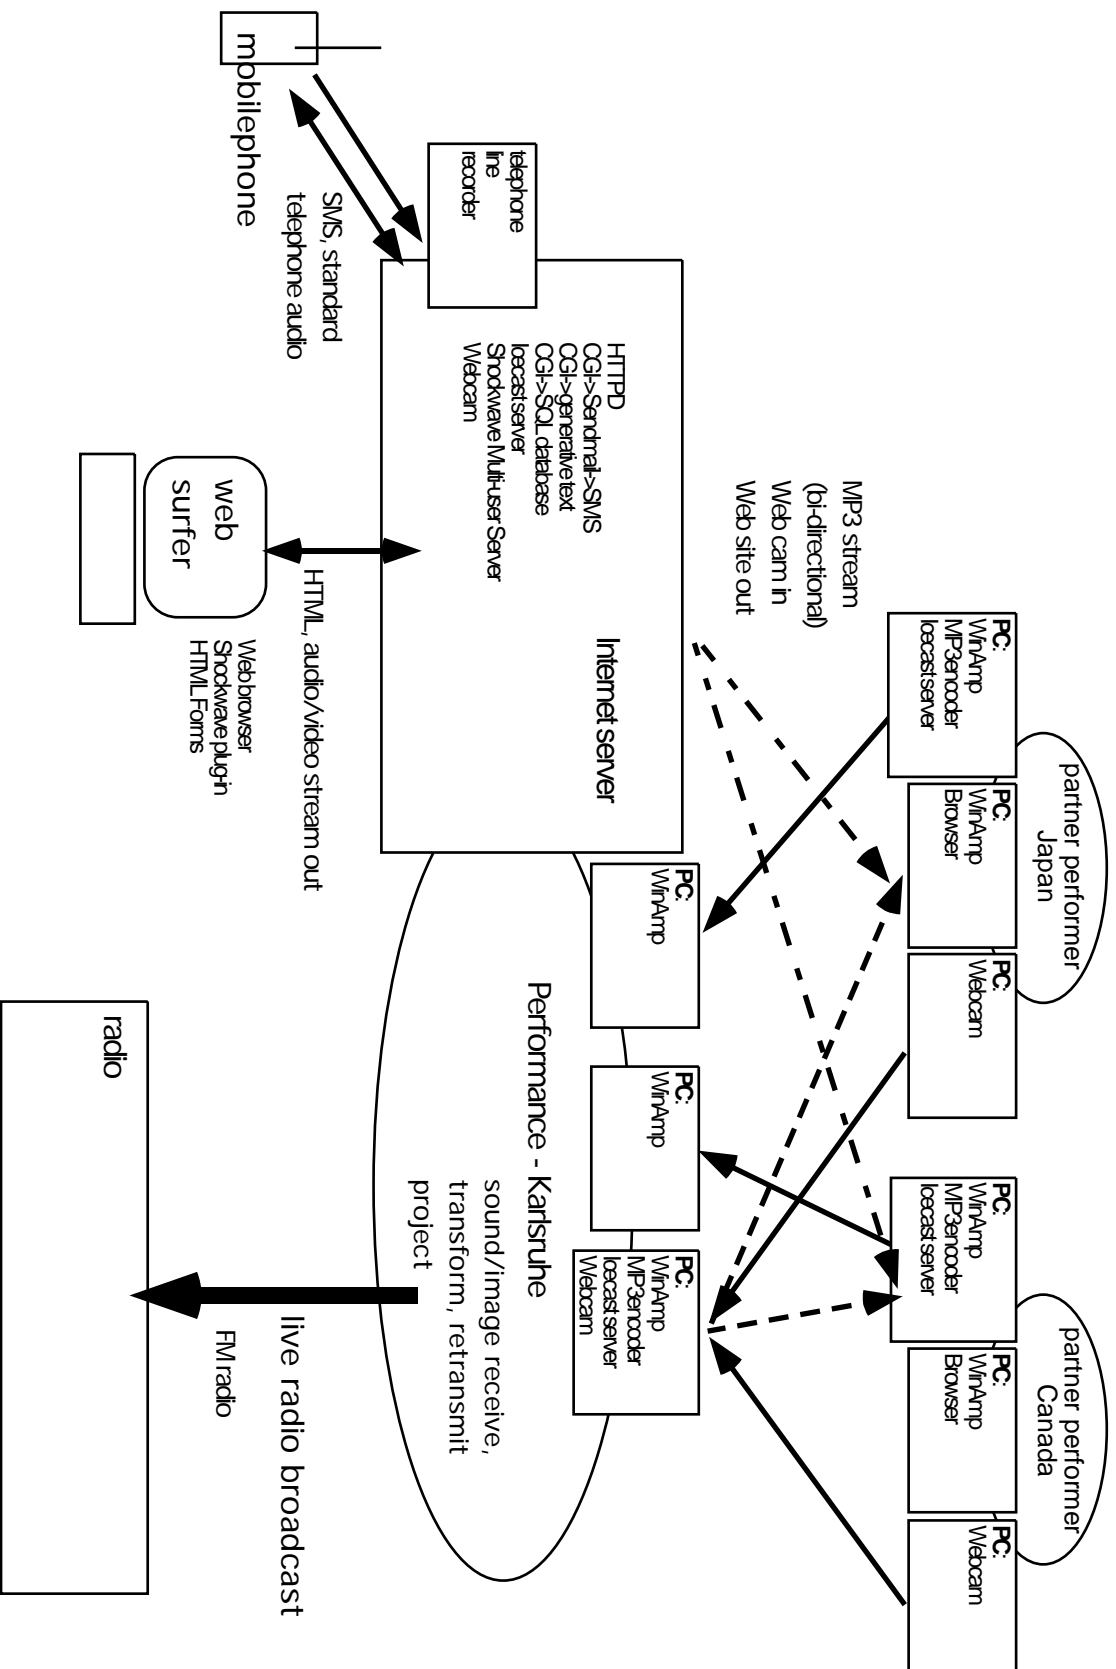 partner performer
Japan
PC:
WinAmp
MP3encoder
Icecast server
PC:
WinAmp
Browser
PC:
Webcam
partner performer
Canada
PC:
WinAmp
MP3encoder
Icecast server
PC:
WinAmp
Browser
PC:
Webcam
MP3 stream
(bi-directional)
Web cam in
Web site out
Internet server
HTTPD
CGI->Sendmail->SMS
CGI->generative text
CGI->SQL database
Icecast server
Shockwave Multi-user Server
Webcam
telephone
line
recorder
mobilephone
SMS, standard
telephone audio
PC:
WinAmp
PC:
WinAmp
PC:
WinAmp
MP3encoder
Icecast server
Webcam
Performance - Karlsruhe
sound/image receive,
transform, retransmit
project
HTML, audio/video stream out
web
surfer
Web browser
Shockwave plug-in
HTML Forms
live radio broadcast
FM radio
radio